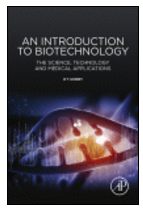 AN INTRODUCTION
TO BIOTECHNOLOGY
THE SCIENCE, TECHNOLOGY
AND MEDICAL APPLICATIONS